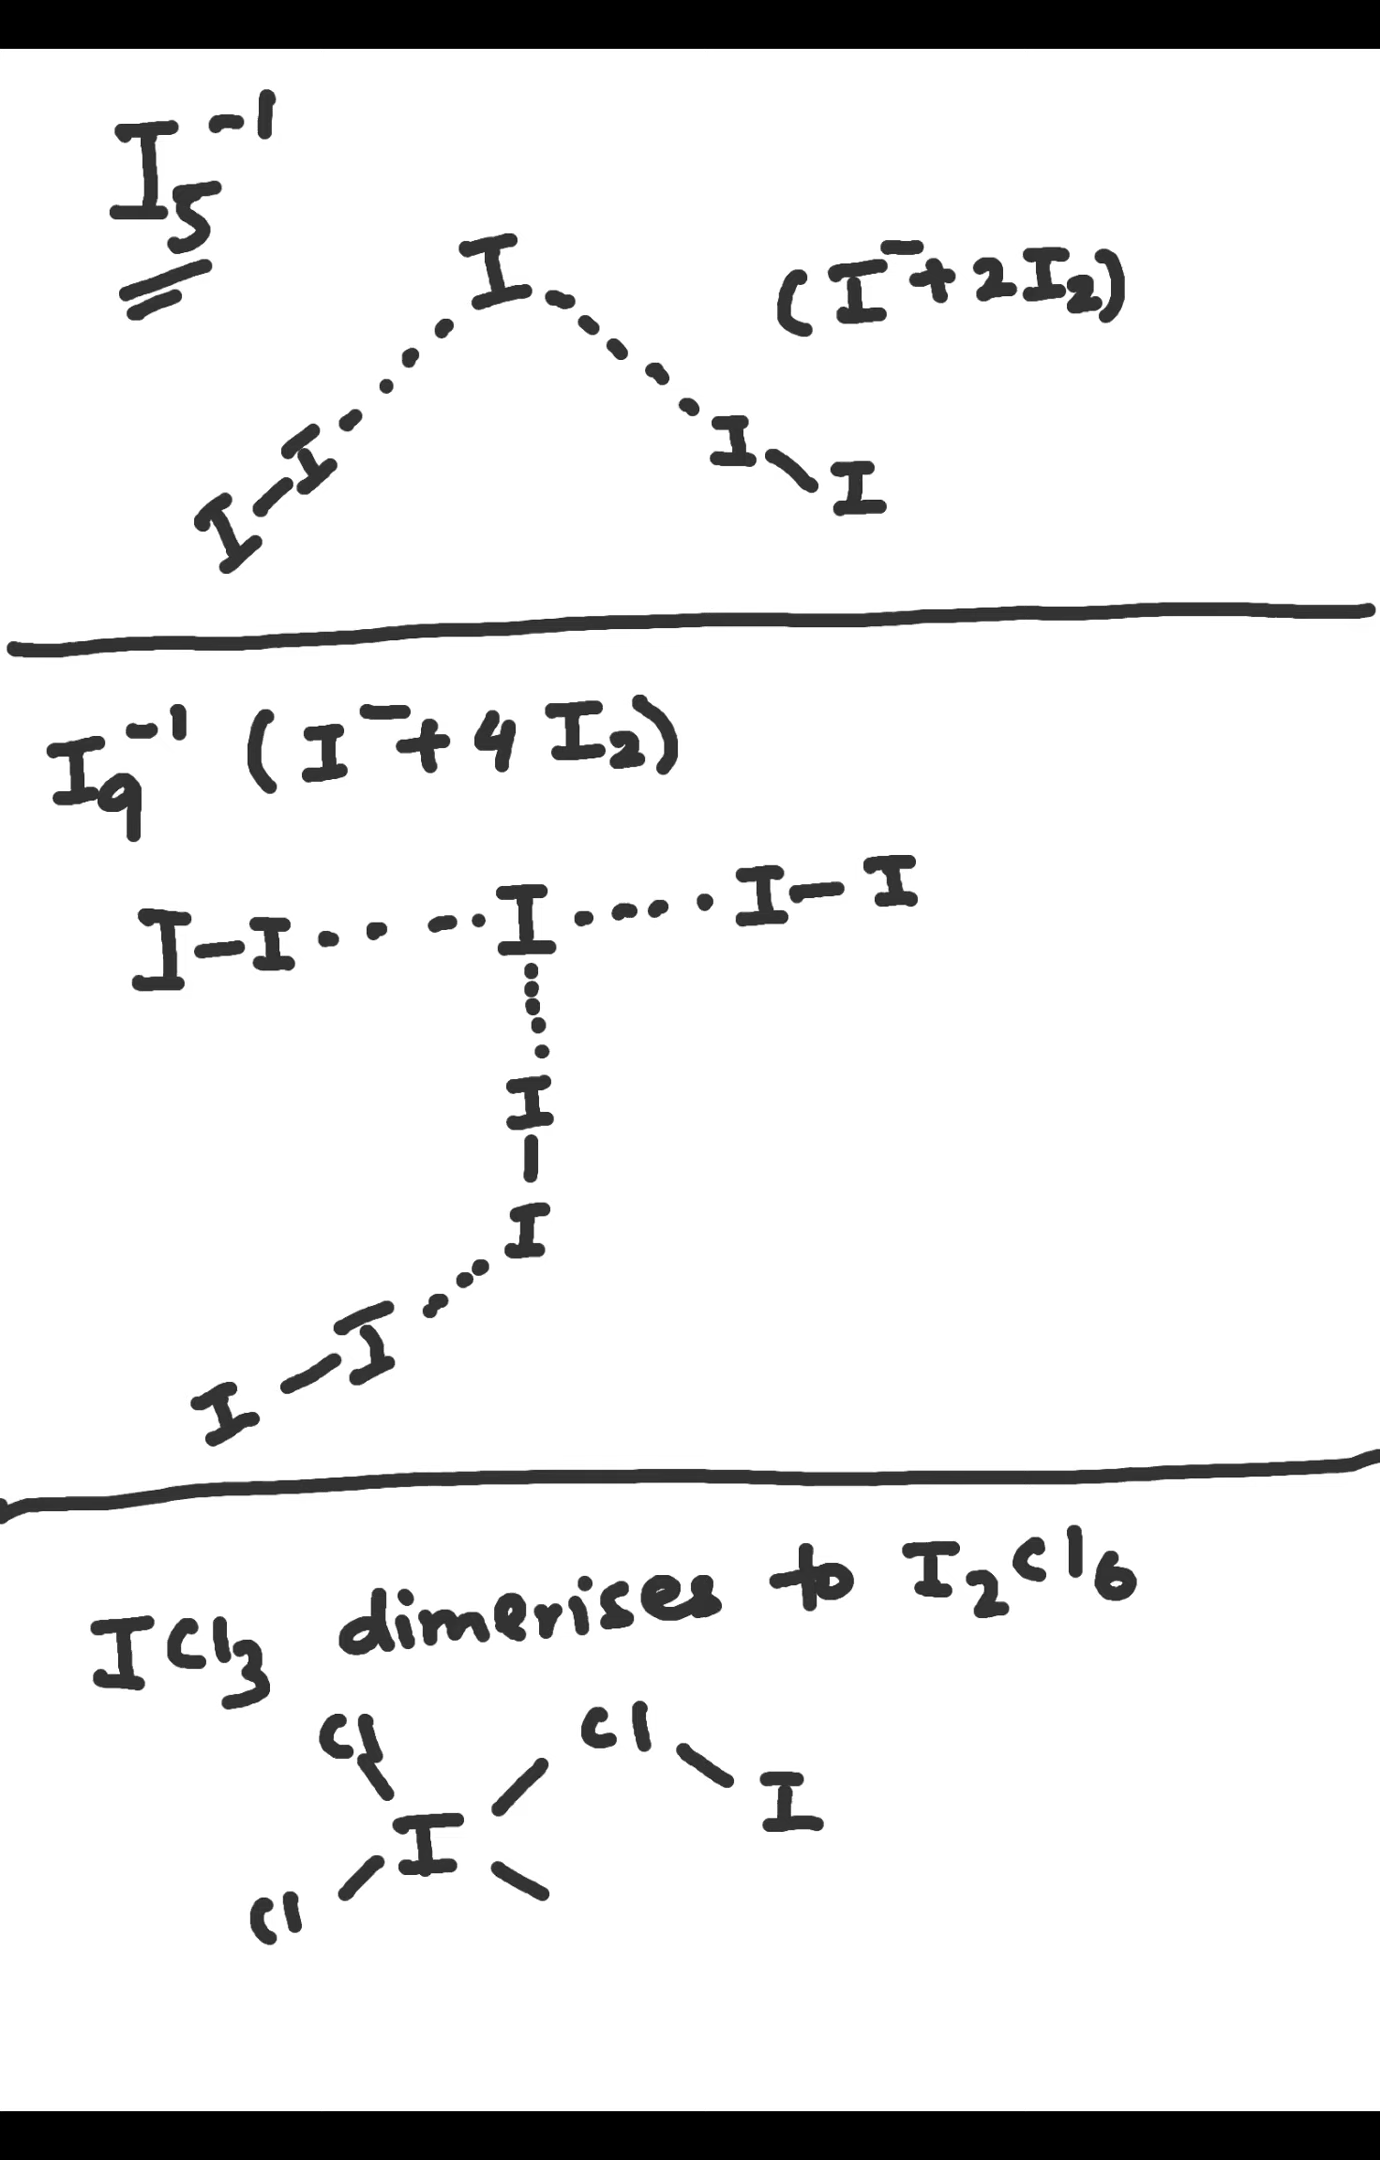 I₅⁻¹
I (I⁻ + 2I₂)
I I I
I
I₉⁻¹ (I⁻ + 4 I₂)
I–I · · · · I · · · · I–I
I
I
I
I
ICl₃ dimerises to I₂Cl₆
Cl Cl
I I
Cl